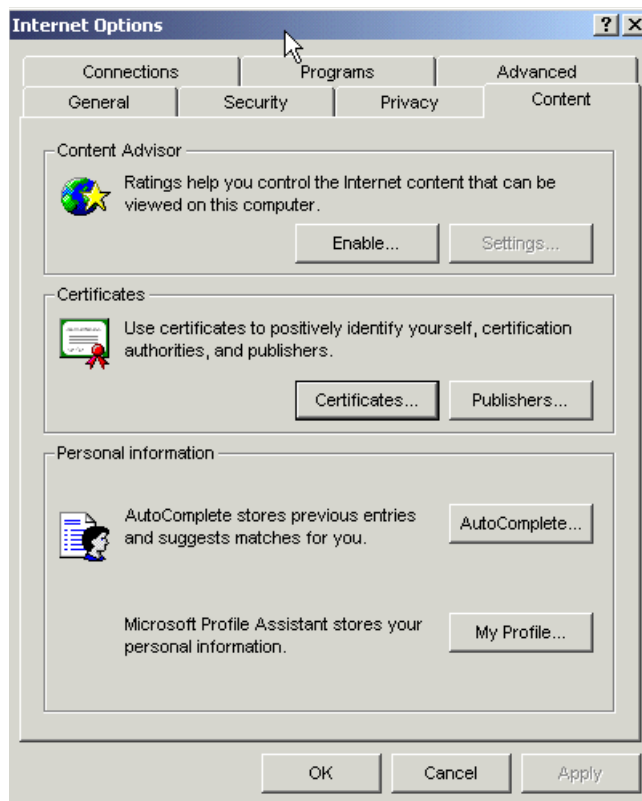 Internet Options
Connections Programs Advanced
General Security Privacy Content
Content Advisor
Ratings help you control the Internet content that can be
viewed on this computer.
Enable... Settings...
Certificates
Use certificates to positively identify yourself, certification
authorities, and publishers.
Certificates... Publishers...
Personal information
AutoComplete stores previous entries
and suggests matches for you.
AutoComplete...
Microsoft Profile Assistant stores your
personal information.
My Profile...
OK Cancel Apply